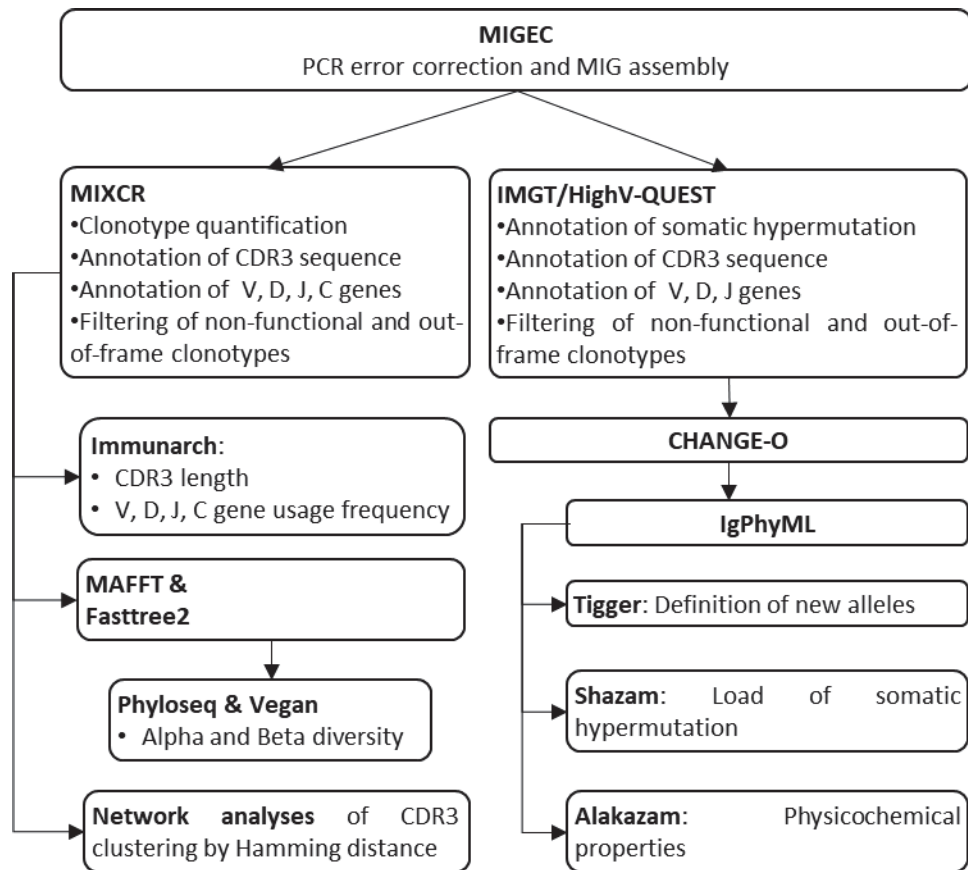 MIGEC
PCR error correction and MIG assembly
MIXCR
•Clonotype quantification
•Annotation of CDR3 sequence
•Annotation of V, D, J, C genes
•Filtering of non-functional and out-
of-frame clonotypes
IMGT/HighV-QUEST
•Annotation of somatic hypermutation
•Annotation of CDR3 sequence
•Annotation of V, D, J genes
•Filtering of non-functional and out-of-
frame clonotypes
Immunarch:
• CDR3 length
• V, D, J, C gene usage frequency
MAFFT &
Fasttree2
Phyloseq & Vegan
• Alpha and Beta diversity
Network analyses of CDR3
clustering by Hamming distance
CHANGE-O
IgPhyML
Tigger: Definition of new alleles
Shazam: Load of somatic
hypermutation
Alakazam: Physicochemical
properties